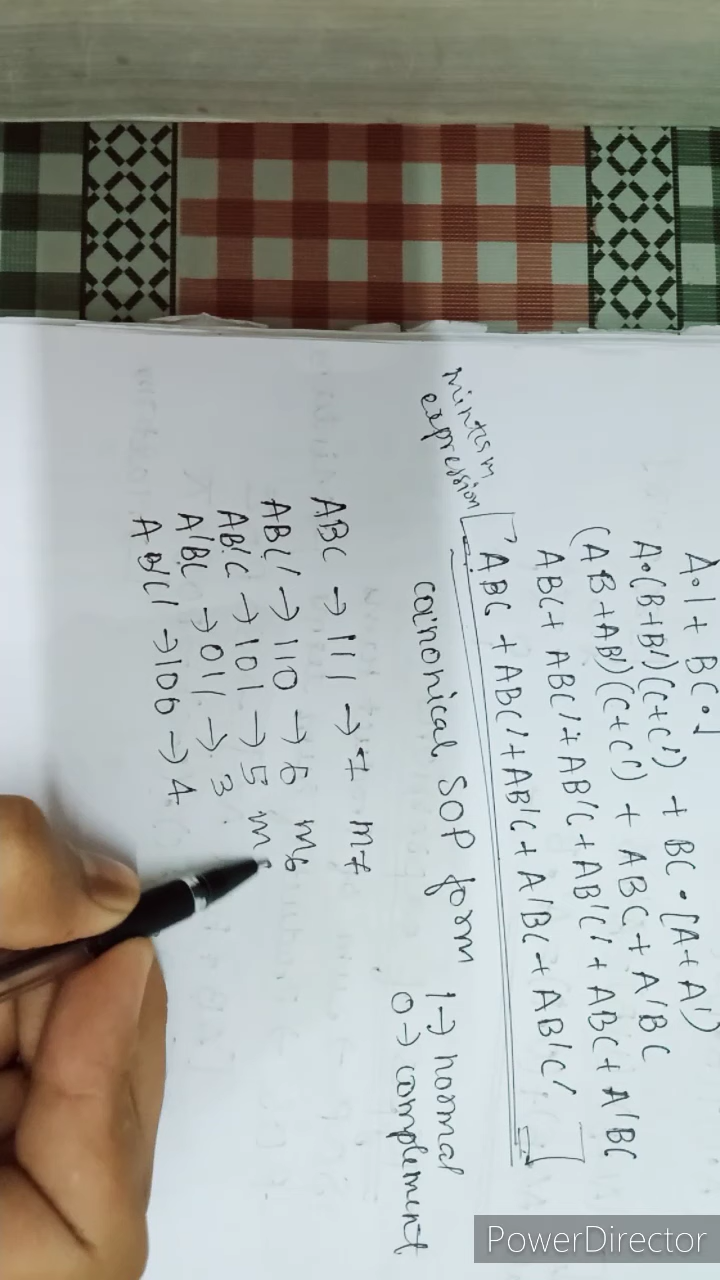 A.1 + BC.1
A.(B+B')(C+C') + BC.(A+A')
(AB+AB')(C+C') + ABC + A'BC
ABC + ABC' + AB'C + AB'C' + ABC + A'BC
minterm
expression
[ABC + ABC' + AB'C + A'BC + AB'C']
canonical SOP form
1 → normal
0 → complement
ABC → 111 → 7 m7
ABC' → 110 → 6 m6
AB'C → 101 → 5 m
A'BC → 011 → 3
AB'C' → 100 → 4
PowerDirector